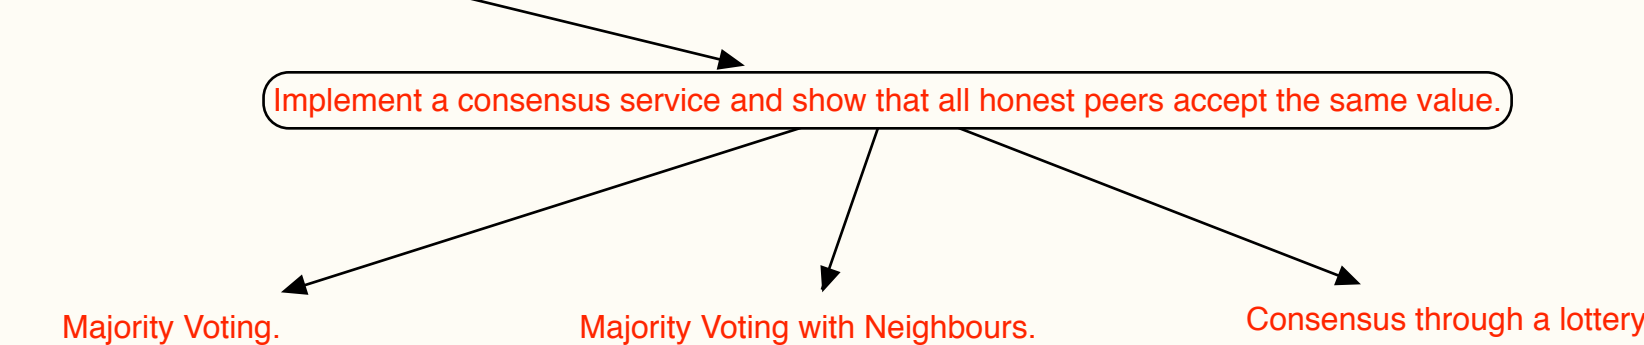 Implement a consensus service and show that all honest peers accept the same value.
Majority Voting.
Majority Voting with Neighbours.
Consensus through a lottery